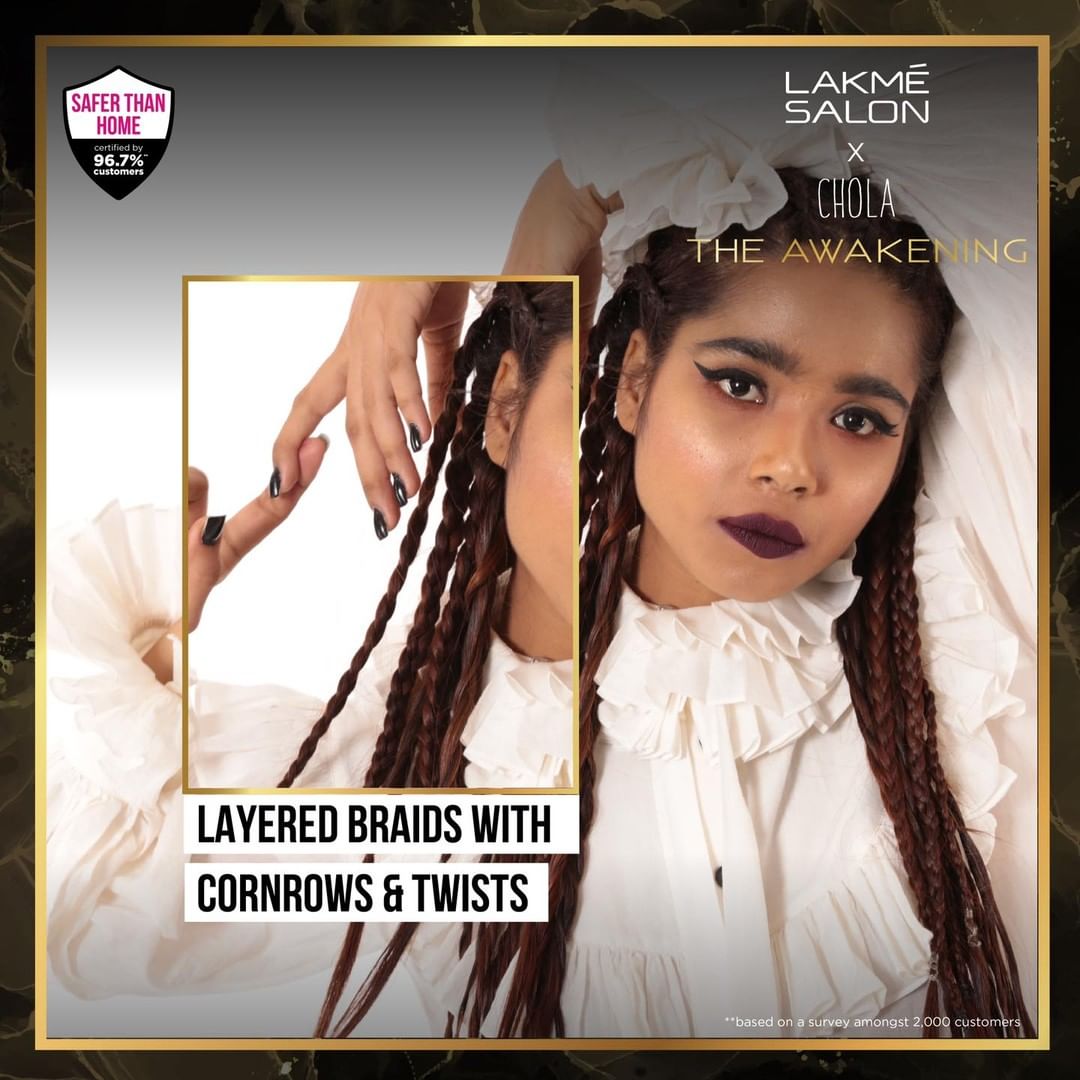 SAFER THAN
HOME
certified by
96.7%**
customers
LAKMÉ
SALON
X
CHOLA
THE AWAKENING
LAYERED BRAIDS WITH
CORNROWS & TWISTS
**based on a survey amongst 2,000 customers